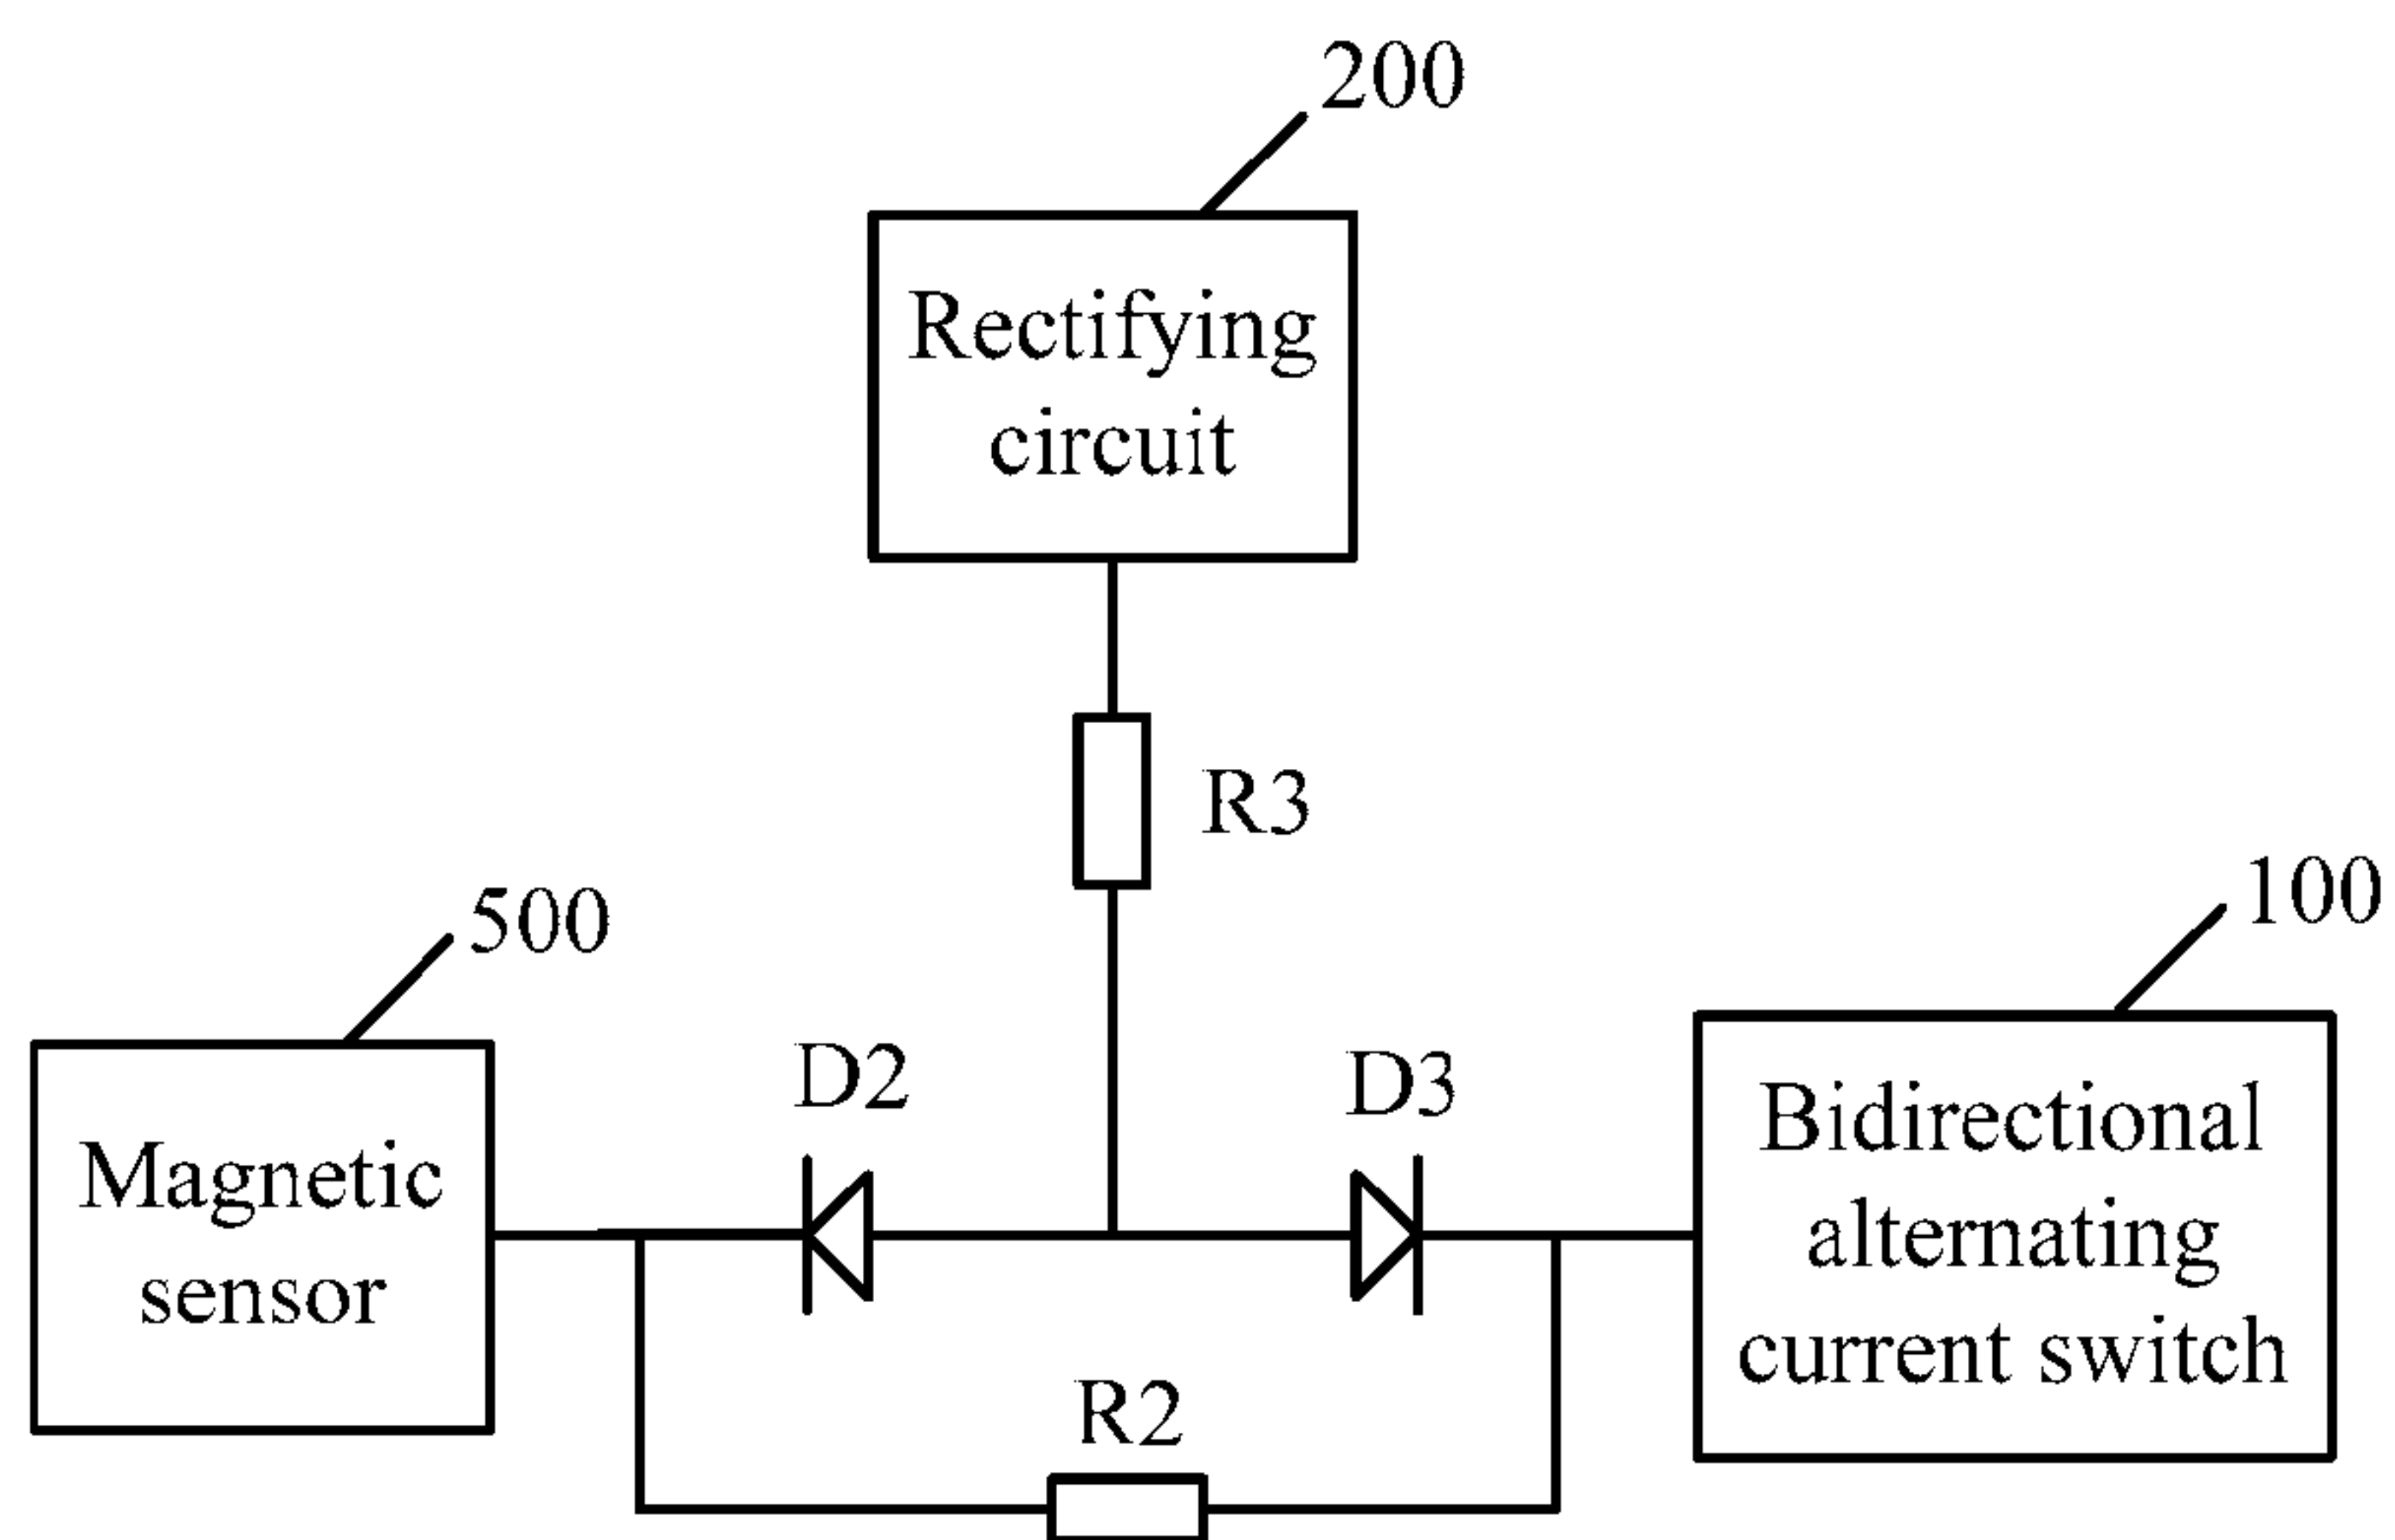 200
Rectifying
circuit
R3
500
100
Magnetic
sensor
D2
D3
Bidirectional
alternating
current switch
R2